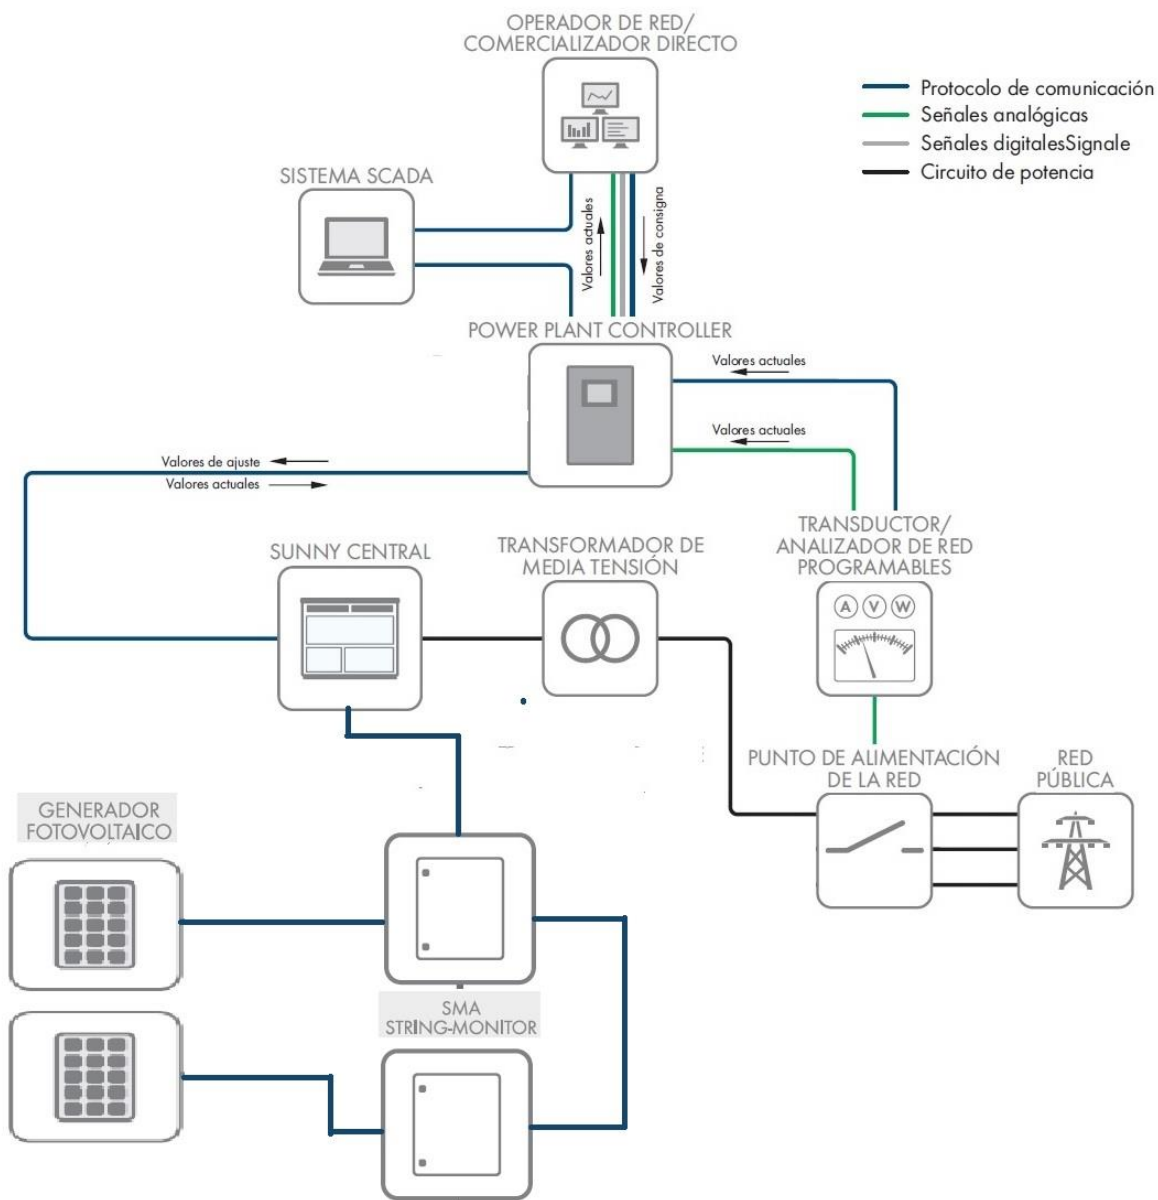 OPERADOR DE RED/
COMERCIALIZADOR DIRECTO
Protocolo de comunicación
Señales analógicas
Señales digitalesSignale
Circuito de potencia
SISTEMA SCADA
Valores actuales
Valores de consigna
POWER PLANT CONTROLLER
Valores actuales
Valores actuales
Valores de ajuste
Valores actuales
SUNNY CENTRAL
TRANSFORMADOR DE
MEDIA TENSIÓN
TRANSDUCTOR/
ANALIZADOR DE RED
PROGRAMABLES
A V W
PUNTO DE ALIMENTACIÓN
DE LA RED
RED
PÚBLICA
GENERADOR
FOTOVOLTAICO
SMA
STRING-MONITOR